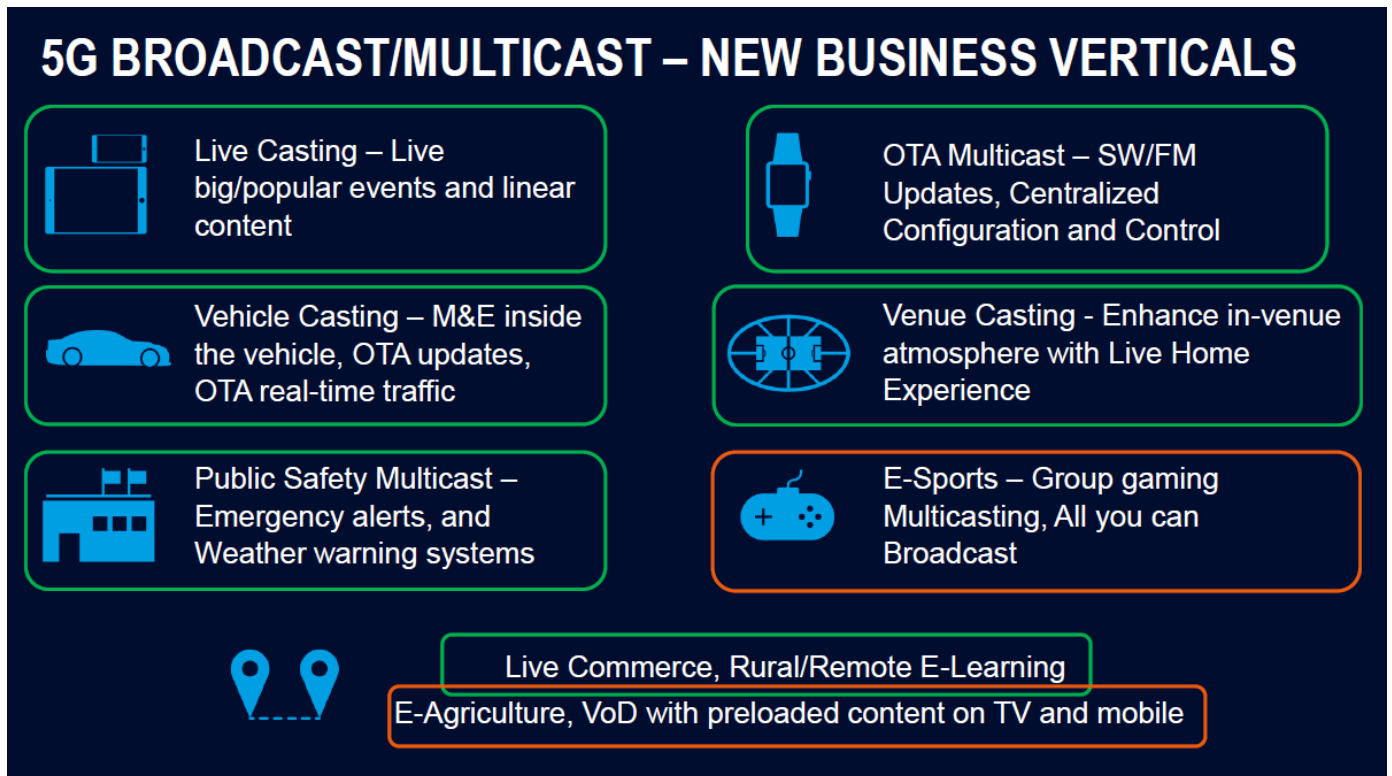 5G BROADCAST/MULTICAST – NEW BUSINESS VERTICALS
Live Casting – Live
big/popular events and linear
content
OTA Multicast – SW/FM
Updates, Centralized
Configuration and Control
Vehicle Casting – M&E inside
the vehicle, OTA updates,
OTA real-time traffic
Venue Casting - Enhance in-venue
atmosphere with Live Home
Experience
Public Safety Multicast –
Emergency alerts, and
Weather warning systems
E-Sports – Group gaming
Multicasting, All you can
Broadcast
Live Commerce, Rural/Remote E-Learning
E-Agriculture, VoD with preloaded content on TV and mobile